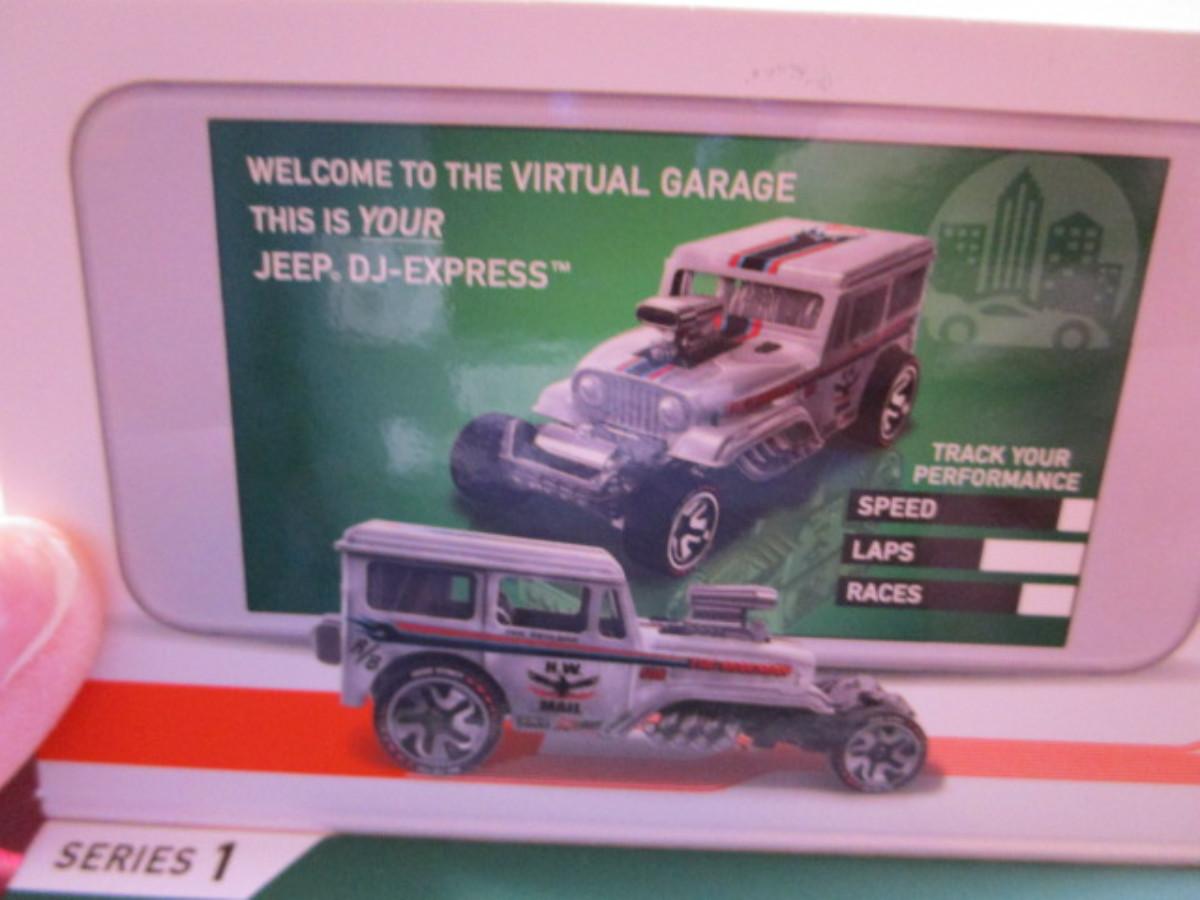 WELCOME TO THE VIRTUAL GARAGE
THIS IS YOUR
JEEP® DJ-EXPRESS™
TRACK YOUR
PERFORMANCE
SPEED
LAPS
RACES
H.W.
MAIL
SERIES 1